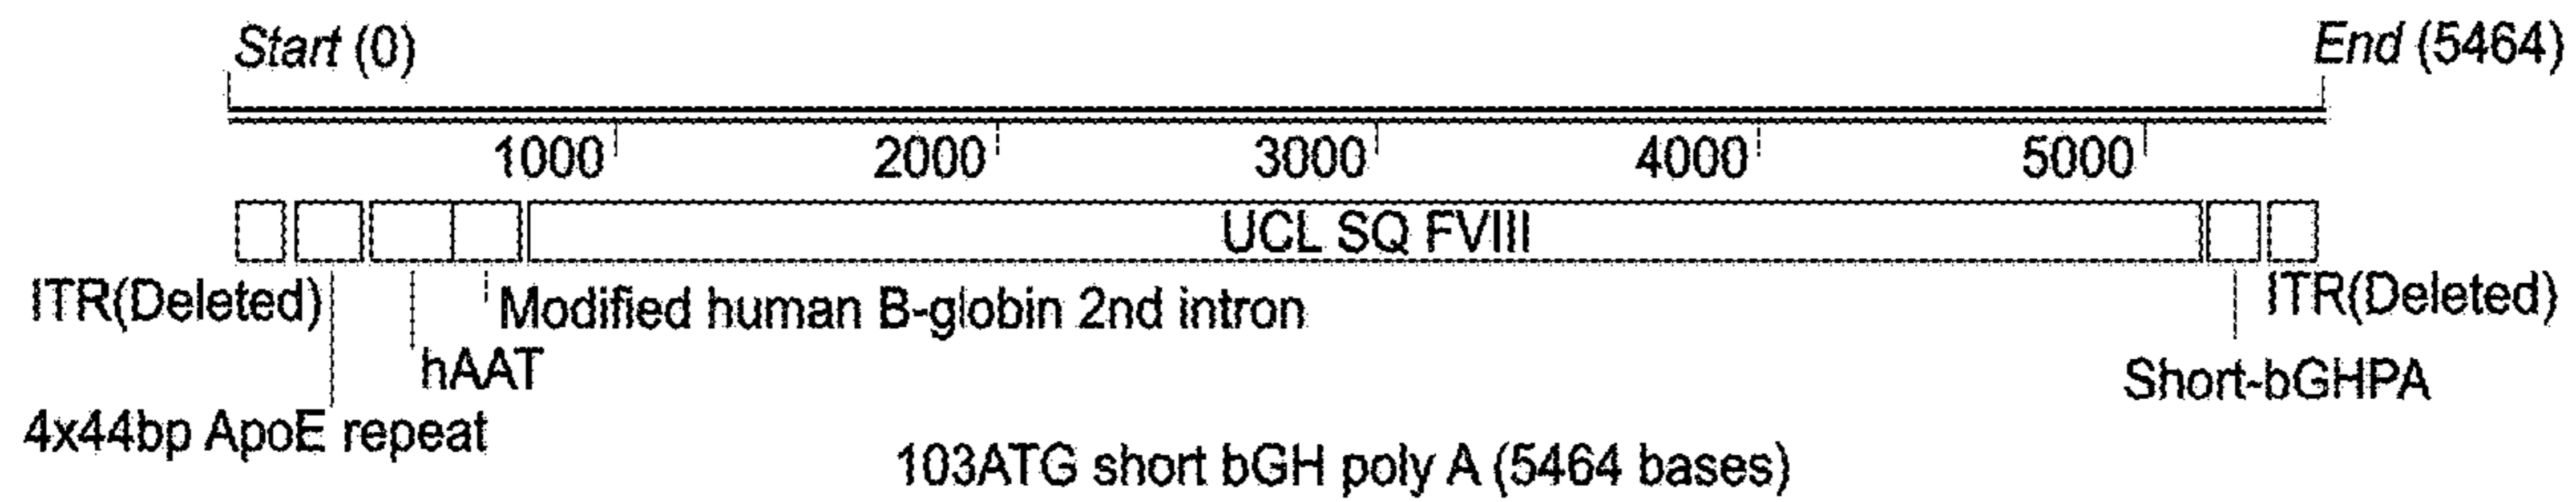 Start (0)
End (5464)
1000
2000
3000
4000
5000
UCL SQ FVIII
ITR(Deleted)
Modified human B-globin 2nd intron
ITR(Deleted)
hAAT
Short-bGHPA
4x44bp ApoE repeat
103ATG short bGH poly A (5464 bases)